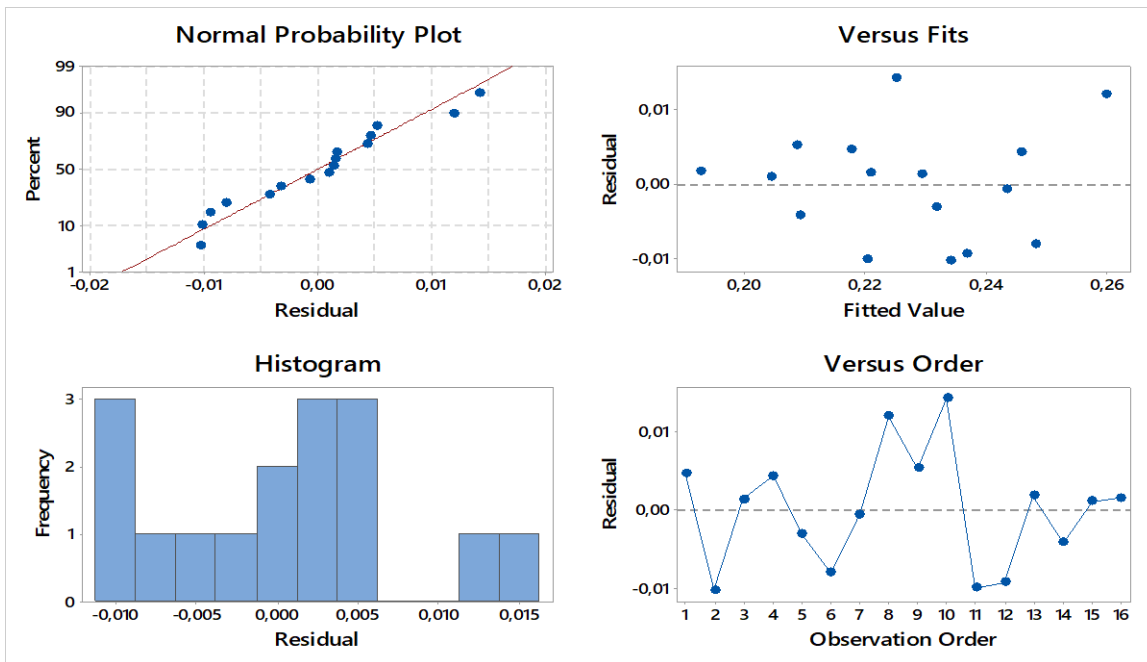 Normal Probability Plot
99
90
50
10
1
Percent
-0,02 -0,01 0,00 0,01 0,02
Residual
Versus Fits
0,01
0,00
-0,01
Residual
0,20 0,22 0,24 0,26
Fitted Value
Histogram
3
2
1
0
Frequency
-0,010 -0,005 0,000 0,005 0,010 0,015
Residual
Versus Order
0,01
0,00
-0,01
Residual
1 2 3 4 5 6 7 8 9 10 11 12 13 14 15 16
Observation Order